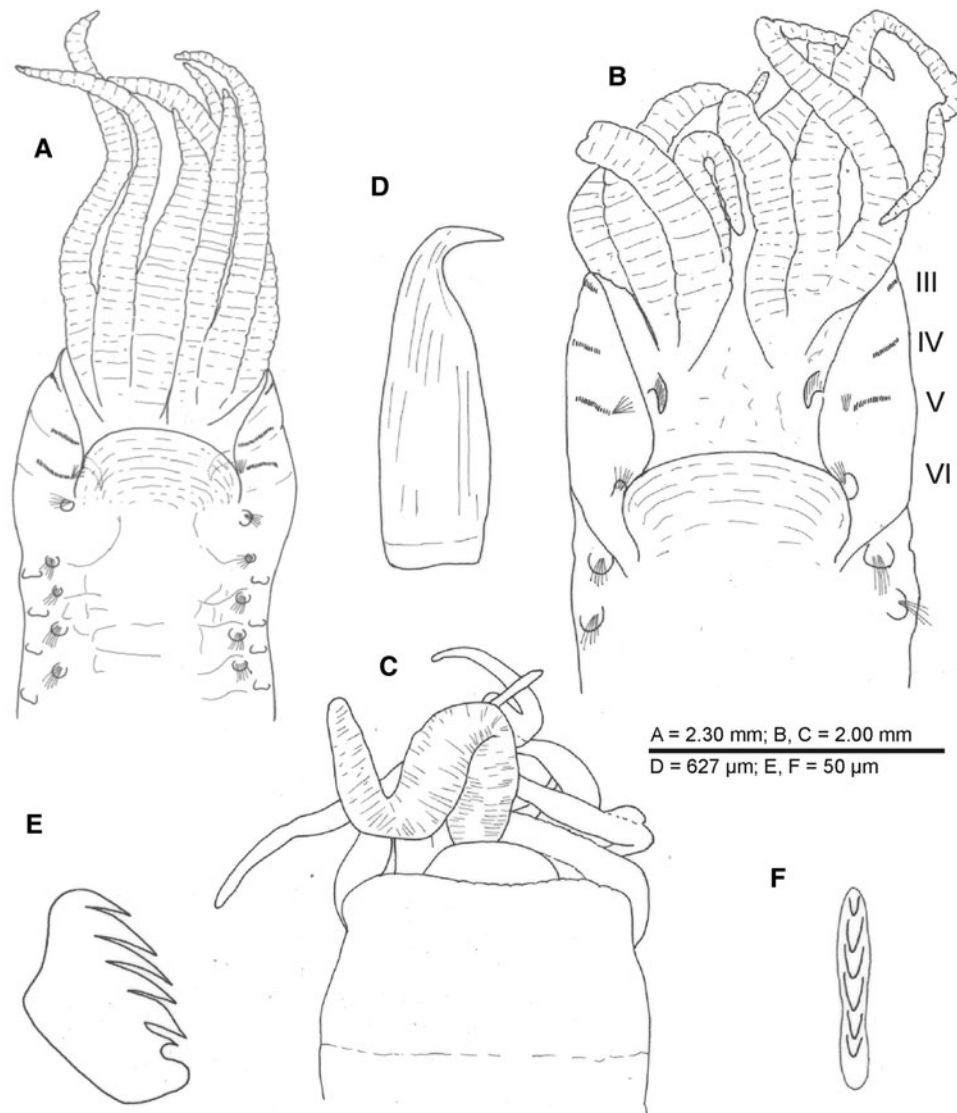 A
B
D
III
IV
V
VI
C
A = 2.30 mm; B, C = 2.00 mm
D = 627 µm; E, F = 50 µm
E
F